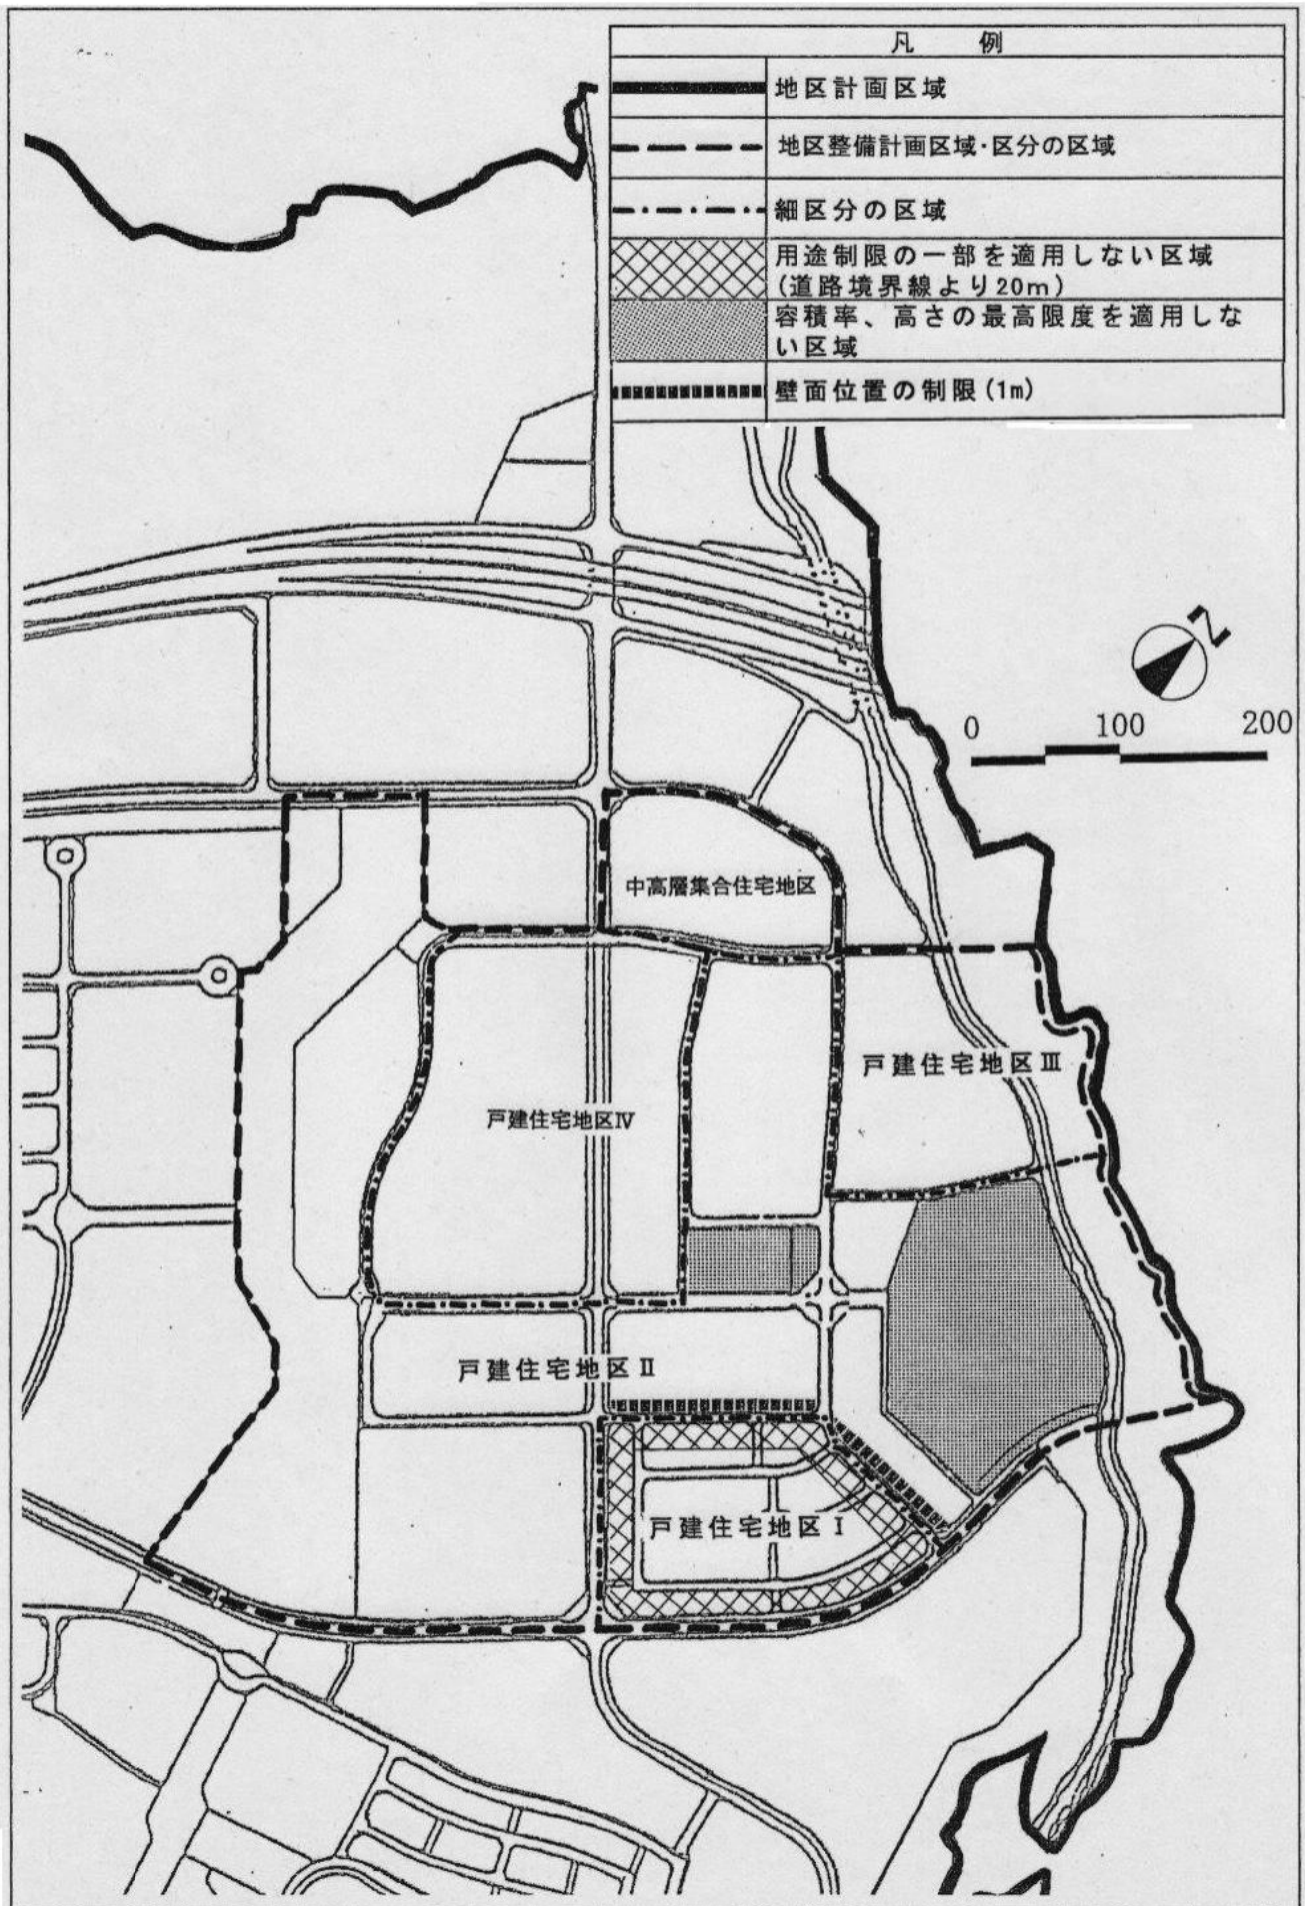 凡 例
地区計画区域
地区整備計画区域・区分の区域
細区分の区域
用途制限の一部を適用しない区域
(道路境界線より20m)
容積率、高さの最高限度を適用しな
い区域
壁面位置の制限(1m)
N
0 100 200
中高層集合住宅地区
戸建住宅地区Ⅲ
戸建住宅地区Ⅳ
戸建住宅地区Ⅱ
戸建住宅地区Ⅰ